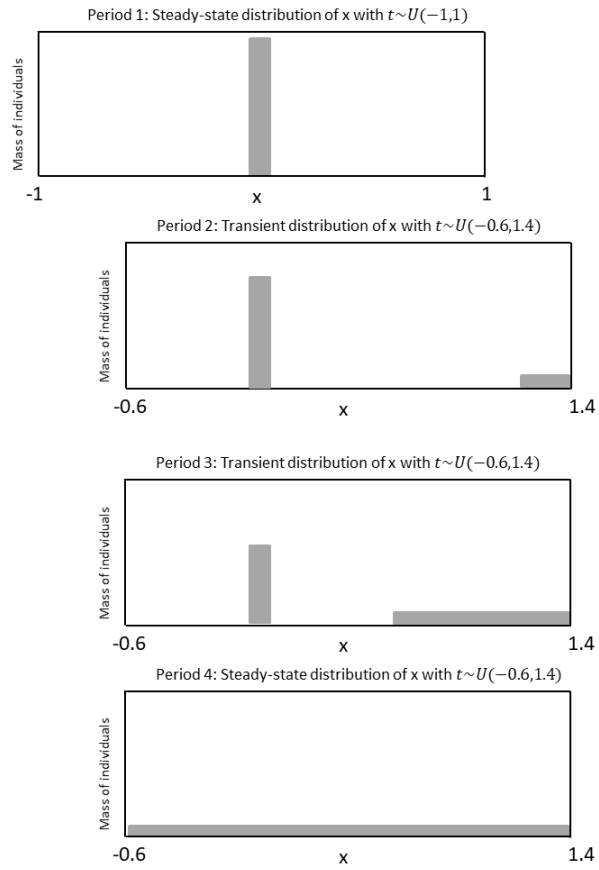 Period 1: Steady-state distribution of x with t~U(−1,1)
Mass of individuals
-1
x
1
Period 2: Transient distribution of x with t~U(−0.6,1.4)
Mass of individuals
-0.6
x
1.4
Period 3: Transient distribution of x with t~U(−0.6,1.4)
Mass of individuals
-0.6
x
1.4
Period 4: Steady-state distribution of x with t~U(−0.6,1.4)
Mass of individuals
-0.6
x
1.4